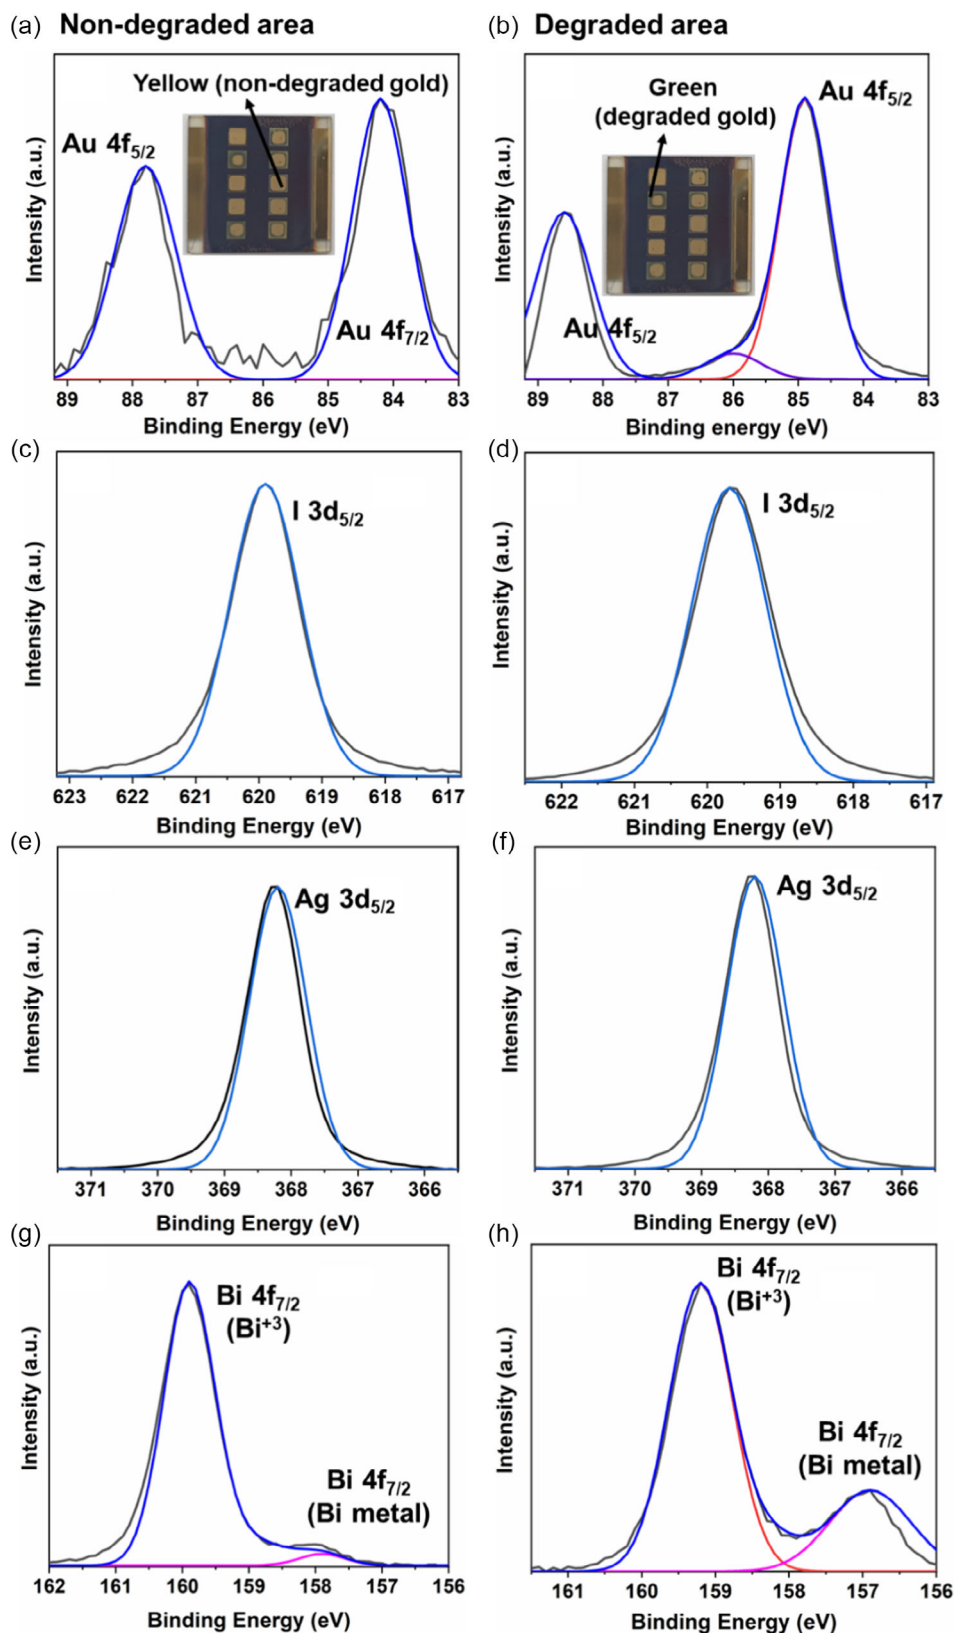 (a) Non-degraded area
Yellow (non-degraded gold)
Au 4f5/2
Au 4f7/2
Intensity (a.u.)
89 88 87 86 85 84 83
Binding Energy (eV)
(b) Degraded area
Green
(degraded gold)
Au 4f5/2
Au 4f5/2
Intensity (a.u.)
89 88 87 86 85 84 83
Binding energy (eV)
(c)
I 3d5/2
Intensity (a.u.)
623 622 621 620 619 618 617
Binding Energy (eV)
(d)
I 3d5/2
Intensity (a.u.)
622 621 620 619 618 617
Binding Energy (eV)
(e)
Ag 3d5/2
Intensity (a.u.)
371 370 369 368 367 366
Binding Energy (eV)
(f)
Ag 3d5/2
Intensity (a.u.)
371 370 369 368 367 366
Binding Energy (eV)
(g)
Bi 4f7/2
(Bi+3)
Bi 4f7/2
(Bi metal)
Intensity (a.u.)
162 161 160 159 158 157 156
Binding Energy (eV)
(h)
Bi 4f7/2
(Bi+3)
Bi 4f7/2
(Bi metal)
Intensity (a.u.)
161 160 159 158 157 156
Binding Energy (eV)